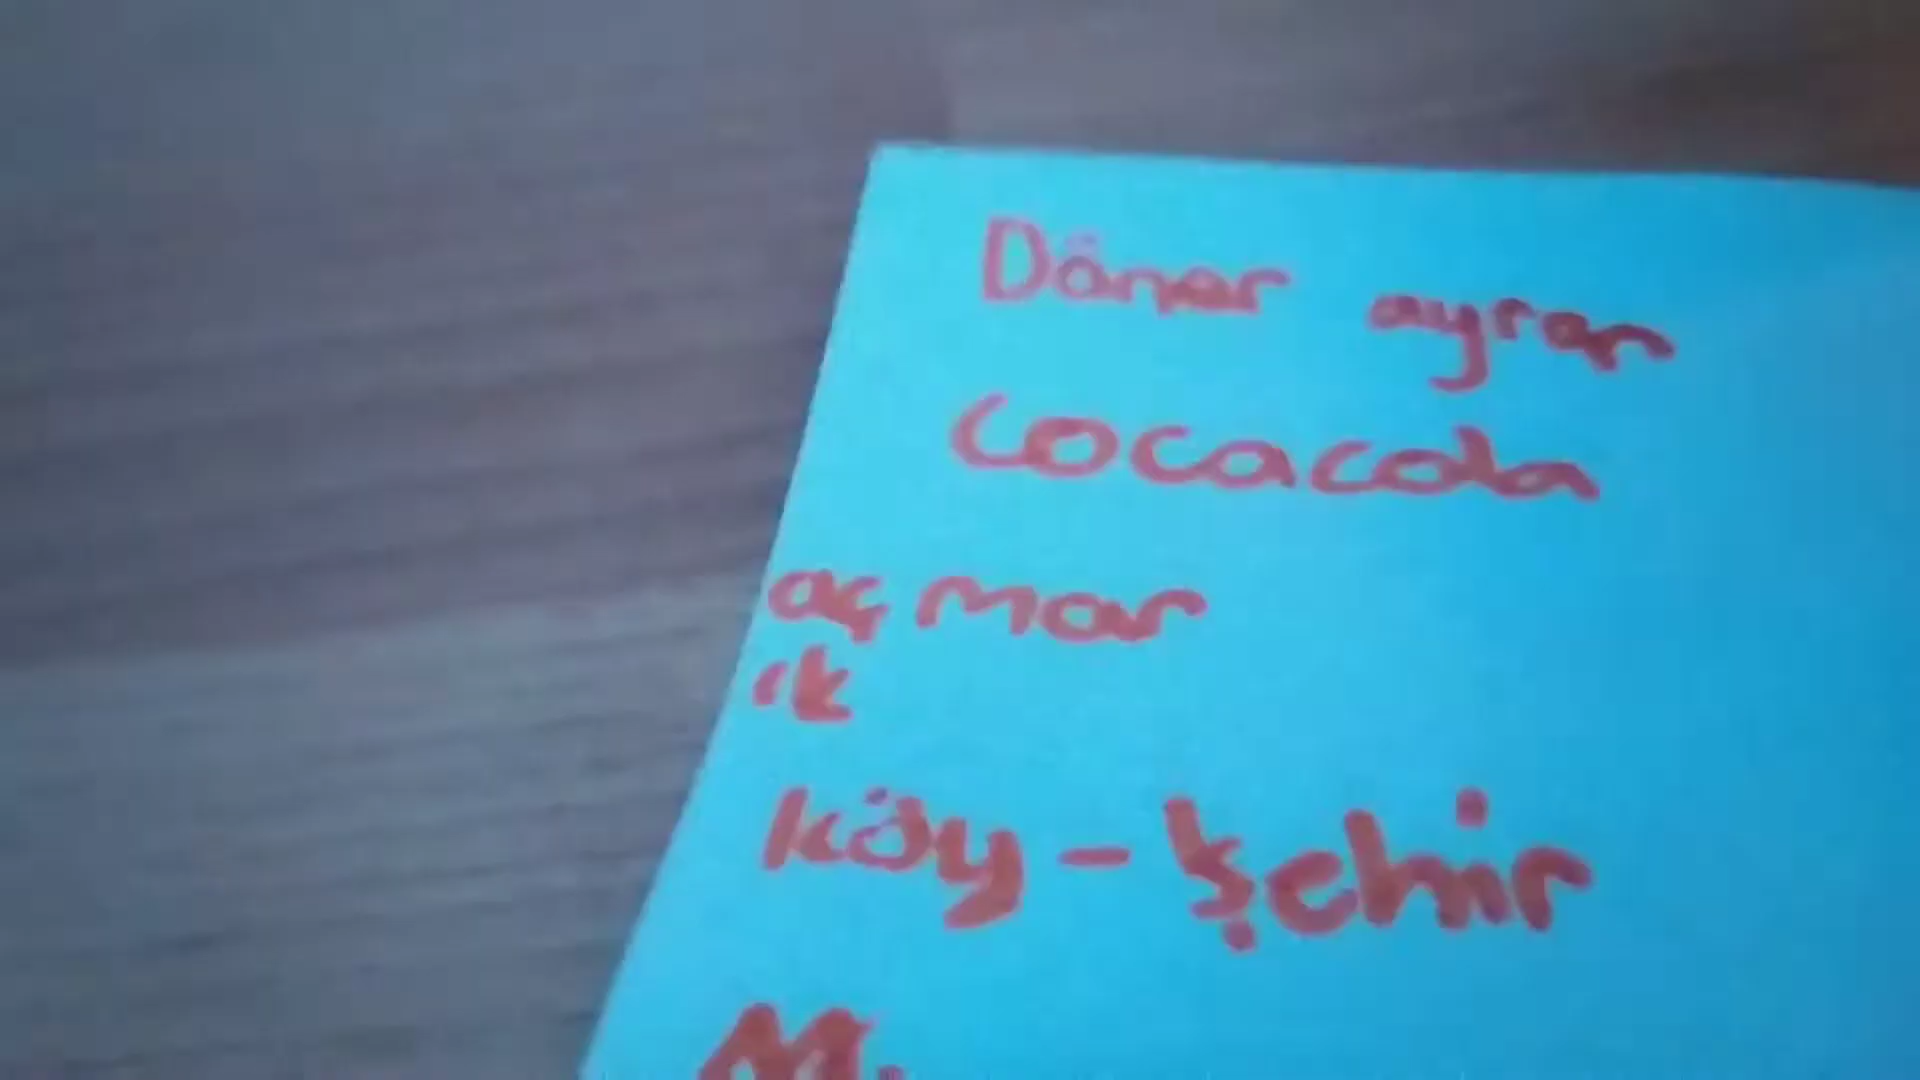 Döner ayran
cocacola
açmar
ık
köy - şehir